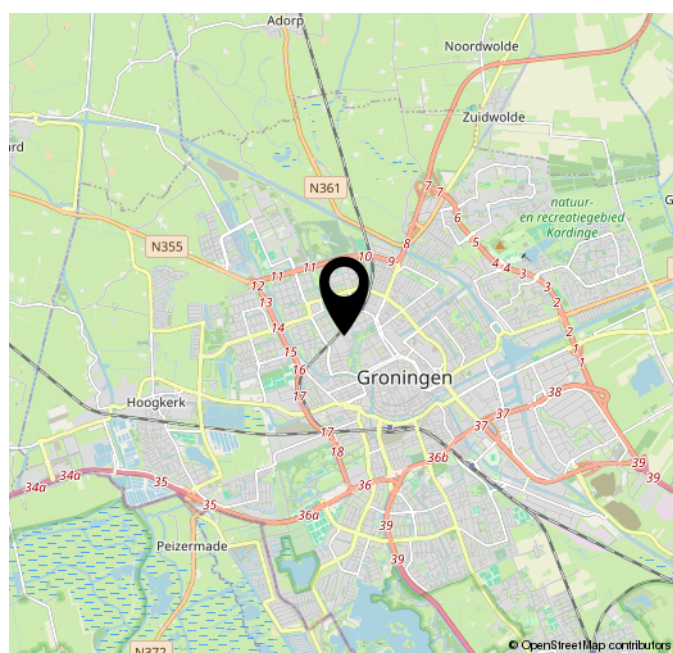 Adorp
Noordwolde
Zuidwolde
ard
N361
7
7
6
natuur-
en recreatiegebied
Kardinge
G
8
5
N355
10
9
11
11
4
4
3
3
12
13
2
14
2
15
1
1
16
Groningen
17
38
Hoogkerk
37
17
37
18
36b
39
34a
34a
35
36
39
35
36a
39
Peizermade
39
N372
© OpenStreetMap contributors